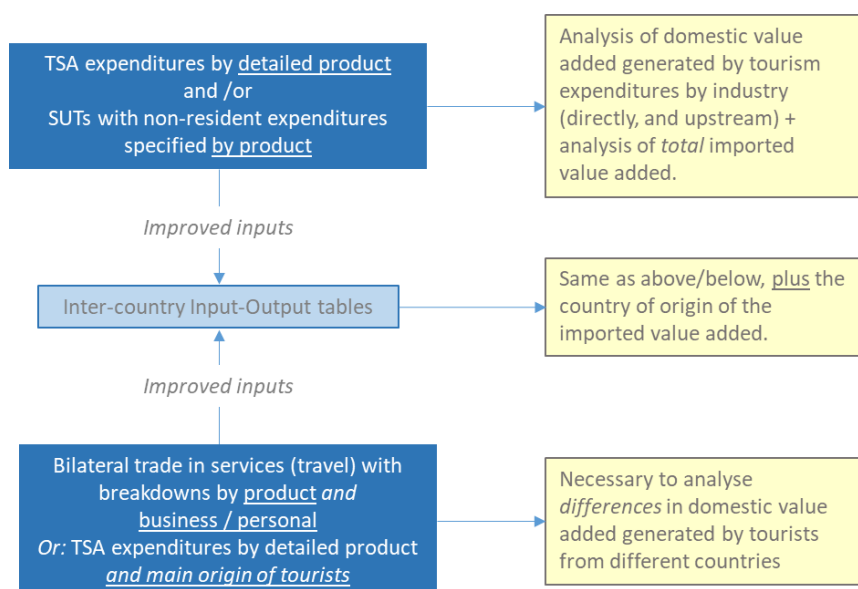 TSA expenditures by detailed product
and /or
SUTs with non-resident expenditures
specified by product
Analysis of domestic value
added generated by tourism
expenditures by industry
(directly, and upstream) +
analysis of total imported
value added.
Improved inputs
Inter-country Input-Output tables
Same as above/below, plus the
country of origin of the
imported value added.
Improved inputs
Bilateral trade in services (travel) with
breakdowns by product and
business / personal
Or: TSA expenditures by detailed product
and main origin of tourists
Necessary to analyse
differences in domestic value
added generated by tourists
from different countries